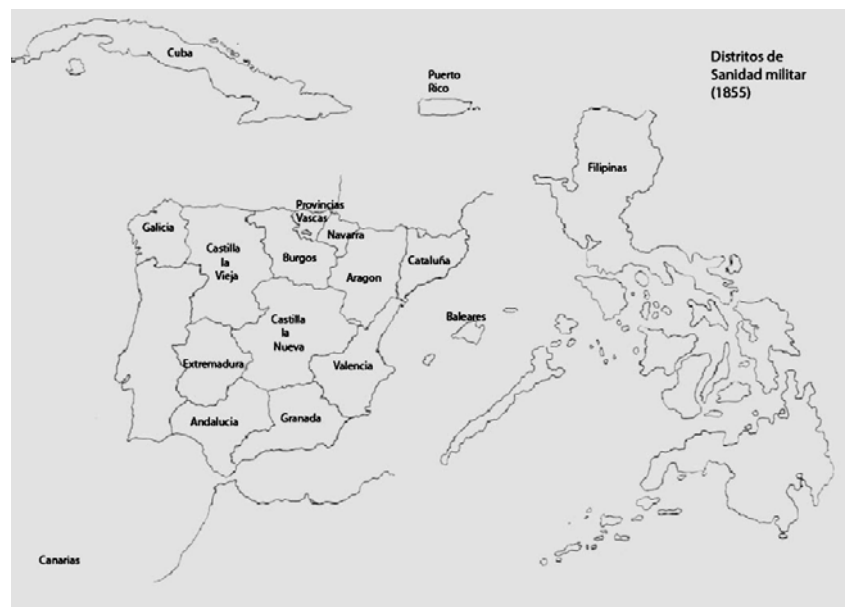 Cuba
Puerto
Rico
Distritos de
Sanidad militar
(1855)
Filipinas
Provincias
Vascas
Galicia
Navarra
Castilla
la
Vieja
Burgos
Cataluña
Aragon
Baleares
Castilla
la
Nueva
Extremadura
Valencia
Andalucia
Granada
Canarias